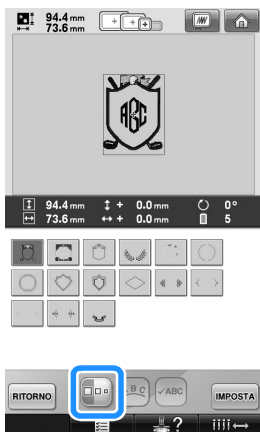 94.4 mm
73.6 mm
ABC
94.4 mm + 0.0 mm 0°
73.6 mm + 0.0 mm 5
RITORNO
B C
ABC
IMPOSTA
?